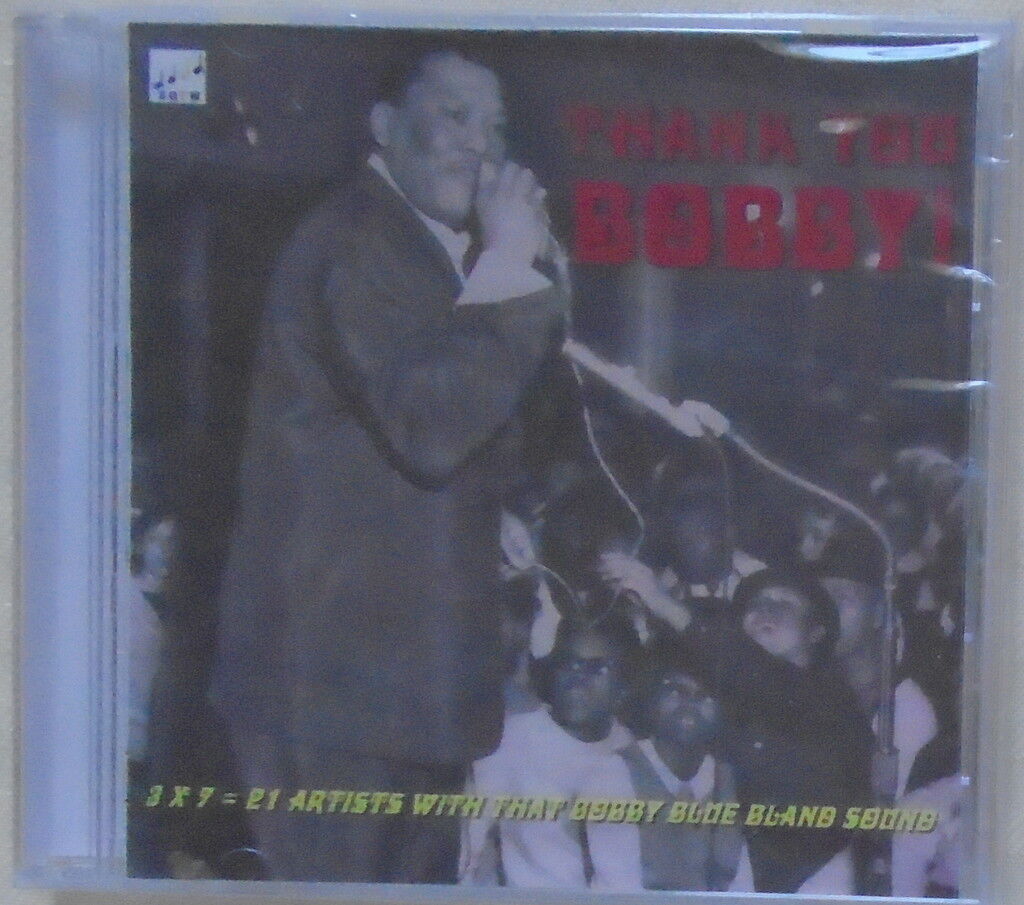 THANK YOU
BOBBY!
3 X 7 = 21 ARTISTS WITH THAT BOBBY BLUE BLAND SOUND